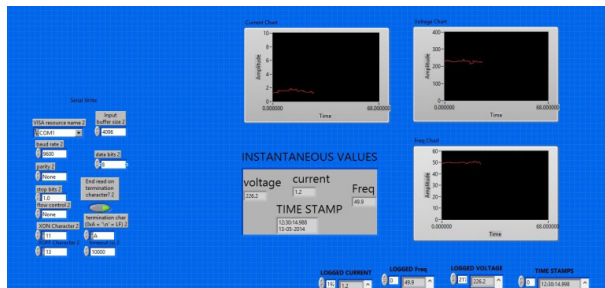 Current Chart
Voltage Chart
10-
8-
6-
4-
2-
0-
Amplitude
0.000000
60.000000
Time
400-
300-
200-
100-
0-
Amplitude
0.000000
60.000000
Time
Serial Write
VISA resource name 2
COM1
Input
buffer size 2
4096
baud rate 2
9600
data bits 2
8
parity 2
None
stop bits 2
1.0
flow control 2
None
End read on
termination
character? 2
XON Character 2
11
termination char
(0xA = '\n' = LF) 2
13
10000
INSTANTANEOUS VALUES
voltage
226.2
current
1.2
Freq
49.9
TIME STAMP
12:30:14.988
13-03-2014
Freq Chart
60-
50-
40-
30-
20-
10-
0-
Amplitude
0.000000
60.000000
Time
LOGGED CURRENT
1.2
LOGGED Freq
0
49.9
LOGGED VOLTAGE
226.2
TIME STAMPS
0
12:30:14.988